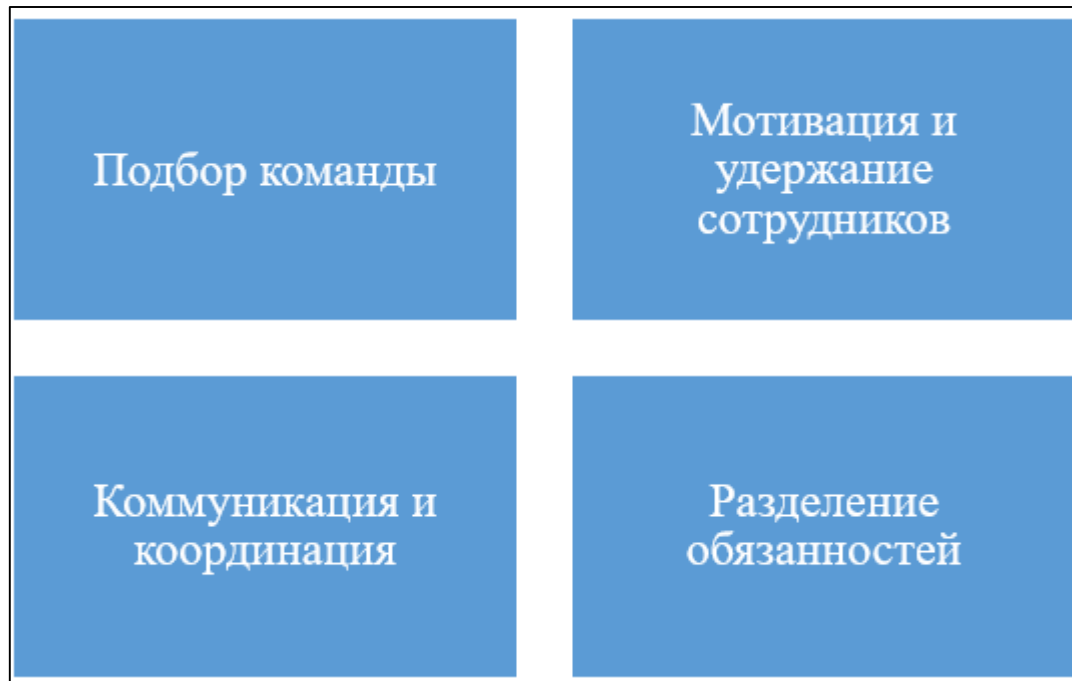 Подбор команды
Мотивация и
удержание
сотрудников
Коммуникация и
координация
Разделение
обязанностей